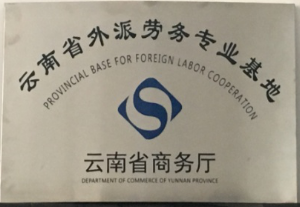 云南省外派劳务专业基地
PROVINCIAL BASE FOR FOREIGN LABOR COOPERATION
云南省商务厅
DEPARTMENT OF COMMERCE OF YUNNAN PROVINCE